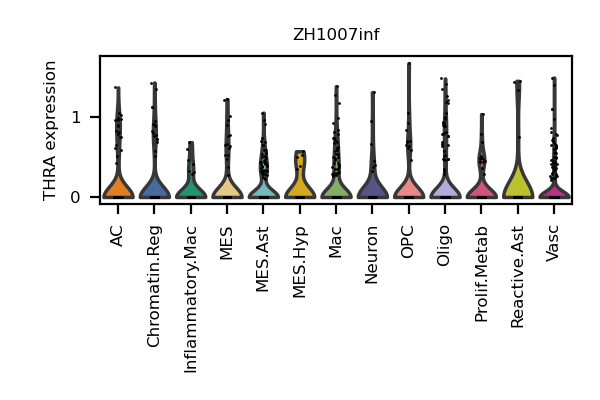 ZH1007inf
THRA expression
1
0
AC
Chromatin.Reg
Inflammatory.Mac
MES
MES.Ast
MES.Hyp
Mac
Neuron
OPC
Oligo
Prolif.Metab
Reactive.Ast
Vasc